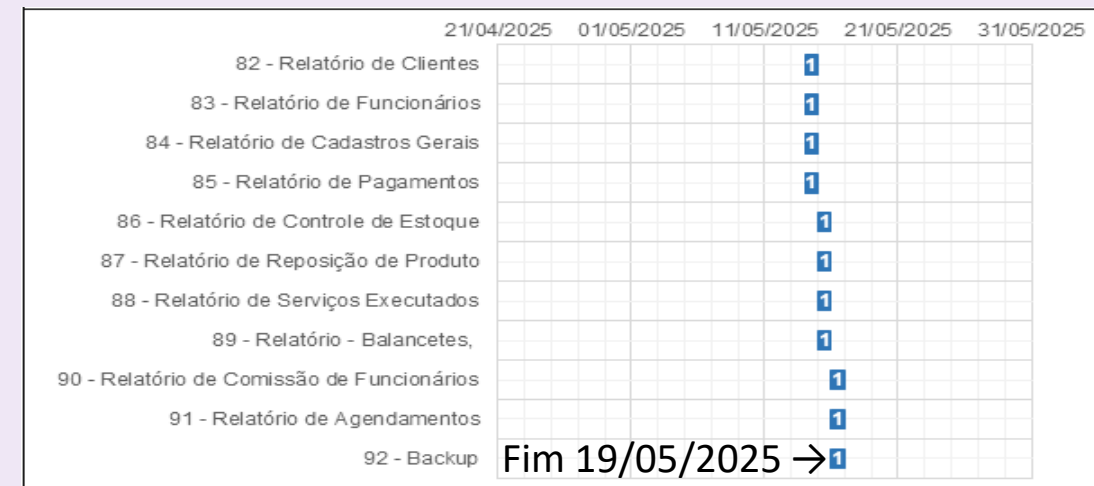 21/04/2025 01/05/2025 11/05/2025 21/05/2025 31/05/2025
82 - Relatório de Clientes 1
83 - Relatório de Funcionários 1
84 - Relatório de Cadastros Gerais 1
85 - Relatório de Pagamentos 1
86 - Relatório de Controle de Estoque 1
87 - Relatório de Reposição de Produto 1
88 - Relatório de Serviços Executados 1
89 - Relatório - Balancetes, 1
90 - Relatório de Comissão de Funcionários 1
91 - Relatório de Agendamentos 1
92 - Backup Fim 19/05/2025 → 1